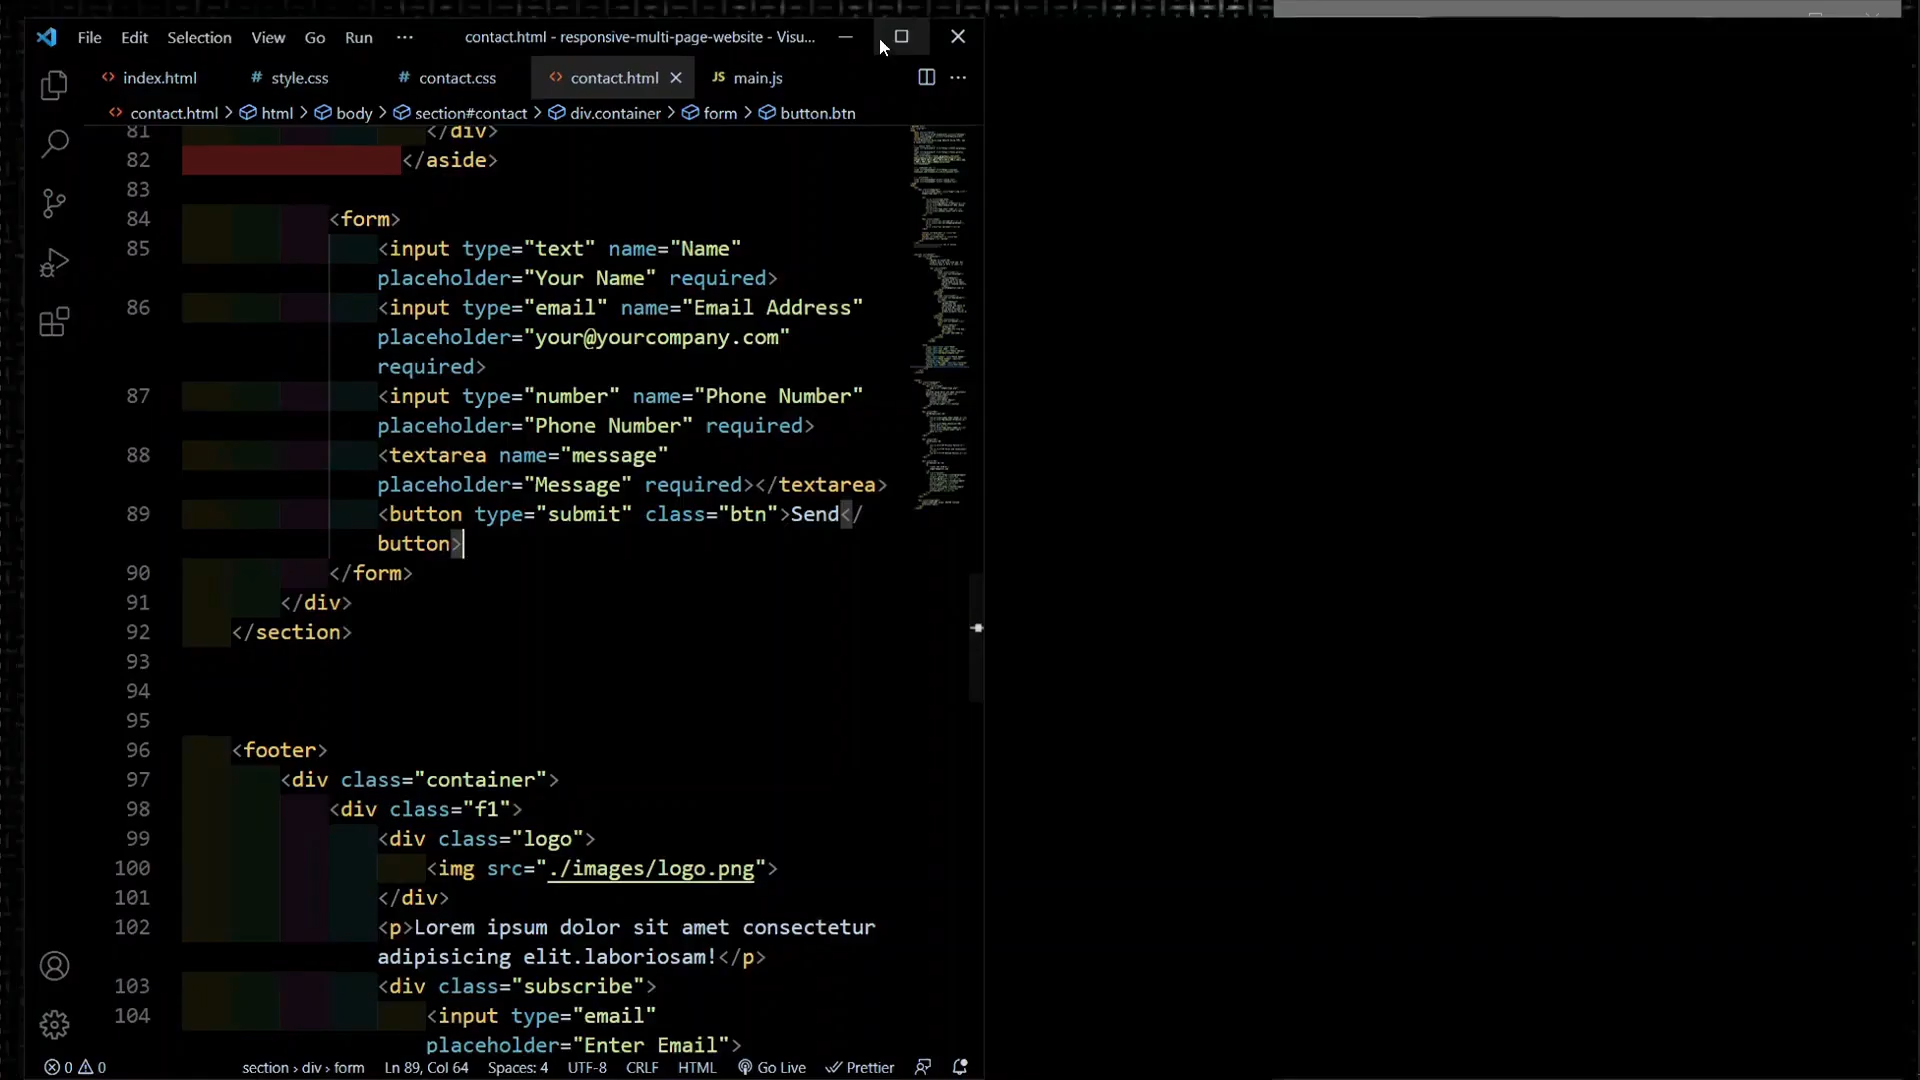 File Edit Selection View Go Run ··· contact.html - responsive-multi-page-website - Visu...
index.html # style.css # contact.css contact.html JS main.js
contact.html > html > body > section#contact > div.container > form > button.btn
81 </div>
82 </aside>
83
84 <form>
85 <input type="text" name="Name"
placeholder="Your Name" required>
86 <input type="email" name="Email Address"
placeholder="your@yourcompany.com"
required>
87 <input type="number" name="Phone Number"
placeholder="Phone Number" required>
88 <textarea name="message"
placeholder="Message" required></textarea>
89 <button type="submit" class="btn">Send</
button>
90 </form>
91 </div>
92 </section>
93
94
95
96 <footer>
97 <div class="container">
98 <div class="f1">
99 <div class="logo">
100 <img src="./images/logo.png">
101 </div>
102 <p>Lorem ipsum dolor sit amet consectetur
adipisicing elit.laboriosam!</p>
103 <div class="subscribe">
104 <input type="email"
placeholder="Enter Email">
0 0 section > div > form Ln 89, Col 64 Spaces: 4 UTF-8 CRLF HTML Go Live Prettier